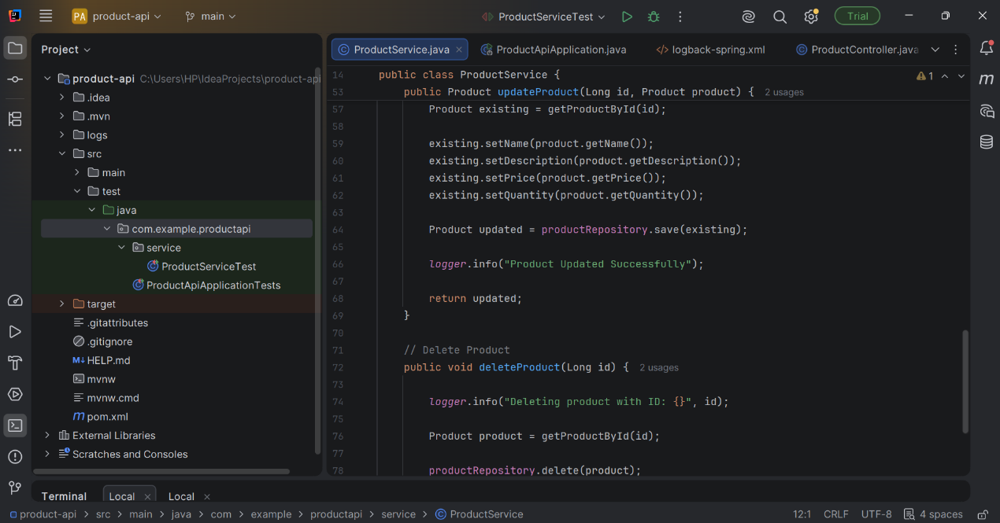 PA product-api main ProductServiceTest Trial
Project
ProductService.java ProductApiApplication.java logback-spring.xml ProductController.java
product-api C:\Users\HP\IdeaProjects\product-api
.idea
.mvn
logs
src
main
test
java
com.example.productapi
service
ProductServiceTest
ProductApiApplicationTests
target
.gitattributes
.gitignore
HELP.md
mvnw
mvnw.cmd
pom.xml
External Libraries
Scratches and Consoles
14 public class ProductService { 1
53 public Product updateProduct(Long id, Product product) { 2 usages
57 Product existing = getProductById(id);
58
59 existing.setName(product.getName());
60 existing.setDescription(product.getDescription());
61 existing.setPrice(product.getPrice());
62 existing.setQuantity(product.getQuantity());
63
64 Product updated = productRepository.save(existing);
65
66 logger.info("Product Updated Successfully");
67
68 return updated;
69 }
70
71 // Delete Product
72 public void deleteProduct(Long id) { 2 usages
73
74 logger.info("Deleting product with ID: {}", id);
75
76 Product product = getProductById(id);
77
78 productRepository.delete(product);
Terminal Local Local
product-api src main java com example productapi service ProductService 12:1 CRLF UTF-8 4 spaces